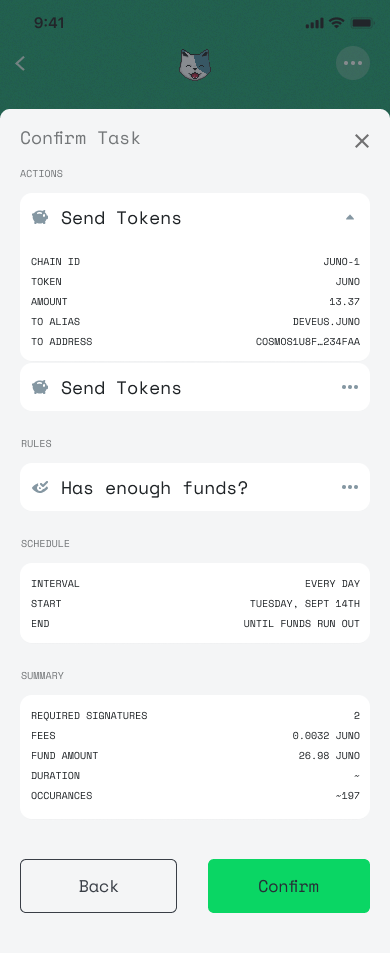 9:41
Confirm Task
ACTIONS
Send Tokens
CHAIN ID JUNO-1
TOKEN JUNO
AMOUNT 13.37
TO ALIAS DEVEUS.JUNO
TO ADDRESS COSMOS1U8F…234FAA
Send Tokens
RULES
Has enough funds?
SCHEDULE
INTERVAL EVERY DAY
START TUESDAY, SEPT 14TH
END UNTIL FUNDS RUN OUT
SUMMARY
REQUIRED SIGNATURES 2
FEES 0.0032 JUNO
FUND AMOUNT 26.98 JUNO
DURATION ~
OCCURANCES ~197
Back Confirm